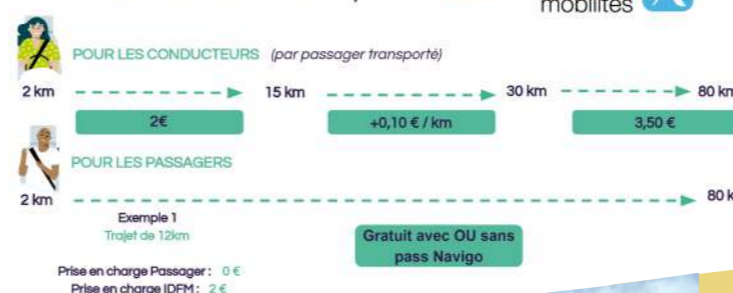 mobilités
POUR LES CONDUCTEURS (par passager transporté)
2 km 15 km 30 km 80 km
2€ +0,10 € / km 3,50 €
POUR LES PASSAGERS
2 km 80 k
Exemple 1
Trajet de 12km
Gratuit avec OU sans
pass Navigo
Prise en charge Passager : 0 €
Prise en charge IDFM : 2 €